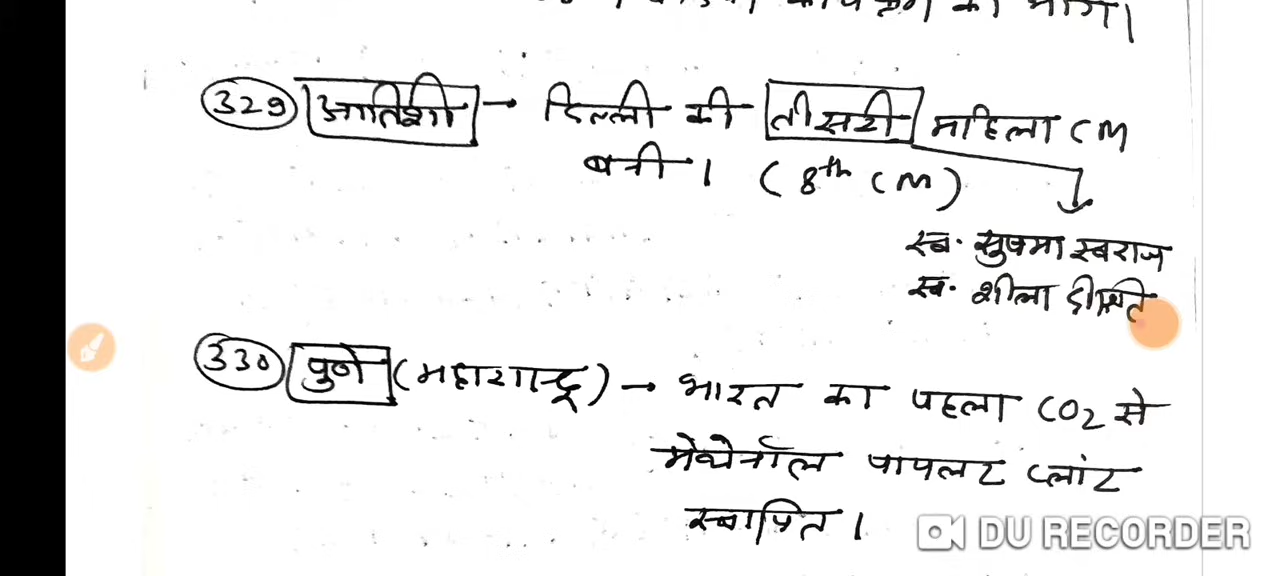 का भाग।
329 आतिशी → दिल्ली की तीसरी महिला CM
बनी। (8th CM)
स्व. सुषमा स्वराज
स्व. शीला दीक्षित
330 पुणे (महाराष्ट्र) → भारत का पहला CO2 से
मेथेनॉल पायलट प्लांट
स्थापित।
DU RECORDER